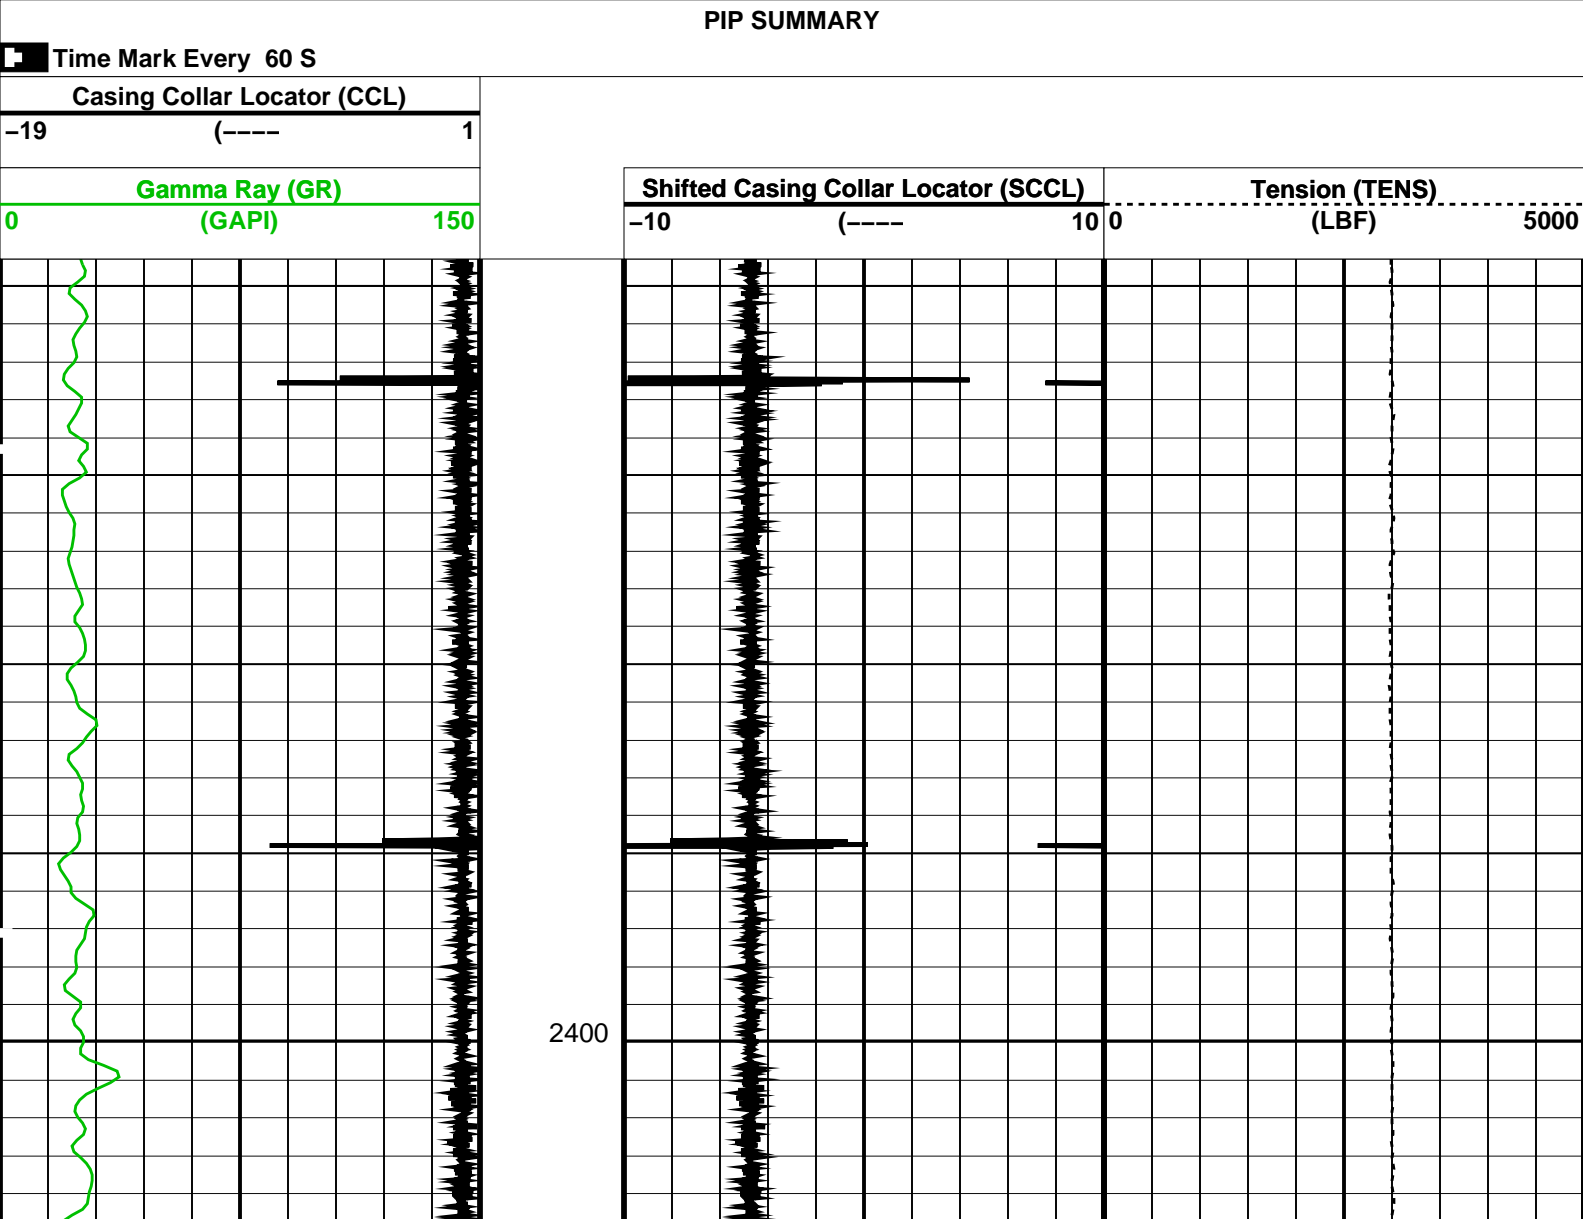 PIP SUMMARY
Time Mark Every 60 S
Casing Collar Locator (CCL)
−19 (−−−− 1
Gamma Ray (GR)
0 (GAPI) 150
Shifted Casing Collar Locator (SCCL)
−10 (−−−− 10
Tension (TENS)
0 (LBF) 5000
2400